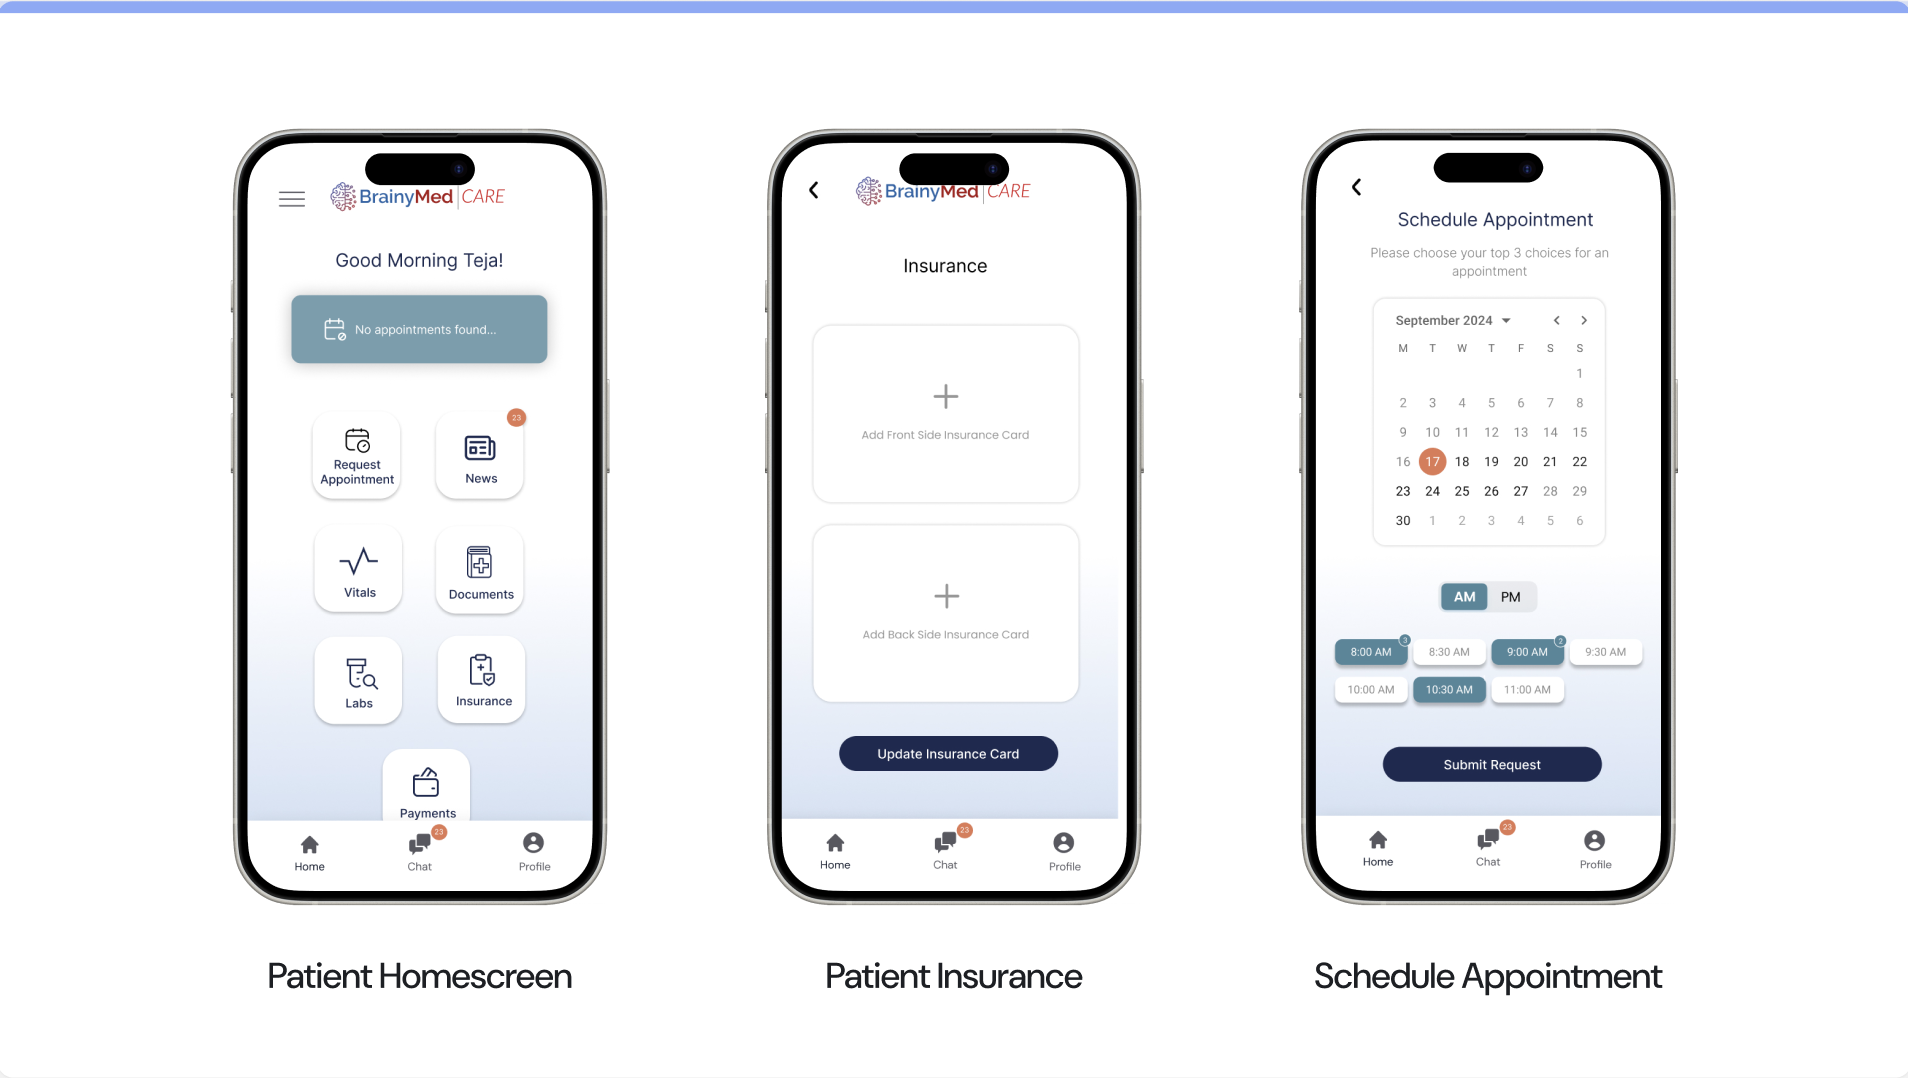 BrainyMed|CARE
Good Morning Teja!
No appointments found...
Request
Appointment
23
News
Vitals
Documents
Labs
Insurance
Payments
Home
23
Chat
Profile
Patient Homescreen
BrainyMed|CARE
Insurance
Add Front Side Insurance Card
Add Back Side Insurance Card
Update Insurance Card
Home
23
Chat
Profile
Patient Insurance
Schedule Appointment
Please choose your top 3 choices for an
appointment
September 2024
M T W T F S S
1
2 3 4 5 6 7 8
9 10 11 12 13 14 15
16 17 18 19 20 21 22
23 24 25 26 27 28 29
30 1 2 3 4 5 6
AM PM
8:00 AM 3 8:30 AM 9:00 AM 2 9:30 AM
10:00 AM 10:30 AM 11:00 AM
Submit Request
Home
23
Chat
Profile
Schedule Appointment